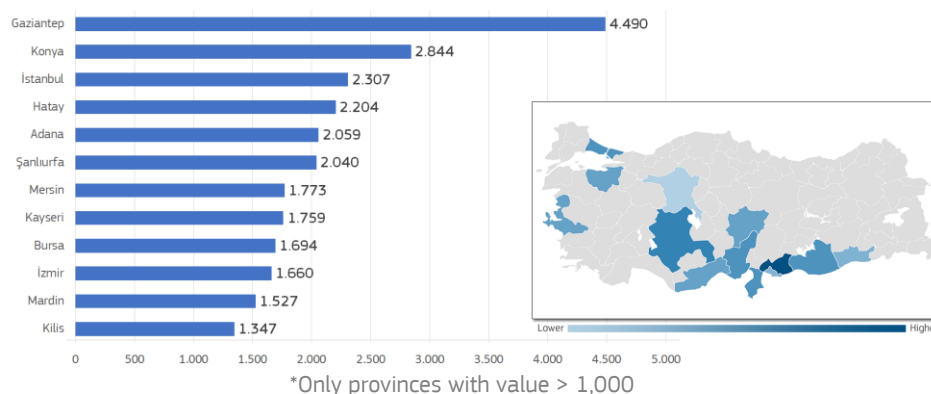 Gaziantep 4.490
Konya 2.844
İstanbul 2.307
Hatay 2.204
Adana 2.059
Şanlıurfa 2.040
Mersin 1.773
Kayseri 1.759
Bursa 1.694
İzmir 1.660
Mardin 1.527
Kilis 1.347
0 500 1.000 1.500 2.000 2.500 3.000 3.500 4.000 4.500 5.000
Lower Highe
*Only provinces with value > 1,000